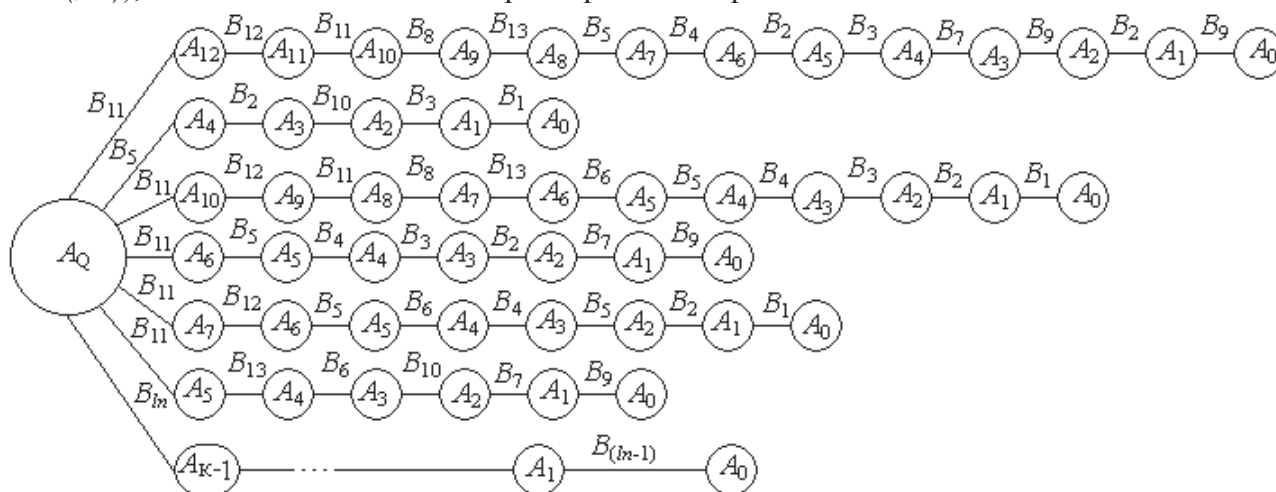 B12 B11 B8 B13 B5 B4 B2 B3 B7 B9 B2 B9
A12 A11 A10 A9 A8 A7 A6 A5 A4 A3 A2 A1 A0
B11 B2 B10 B3 B1
A4 A3 A2 A1 A0
B5
B11 B12 B11 B8 B13 B6 B5 B4 B3 B2 B1
A10 A9 A8 A7 A6 A5 A4 A3 A2 A1 A0
B11 B5 B4 B3 B2 B7 B9
AQ A6 A5 A4 A3 A2 A1 A0
B11 B12 B5 B6 B4 B5 B2 B1
A7 A6 A5 A4 A3 A2 A1 A0
B11 B13 B6 B10 B7 B9
A5 A4 A3 A2 A1 A0
Bln
B(ln-1)
AK-1 ... A1 A0